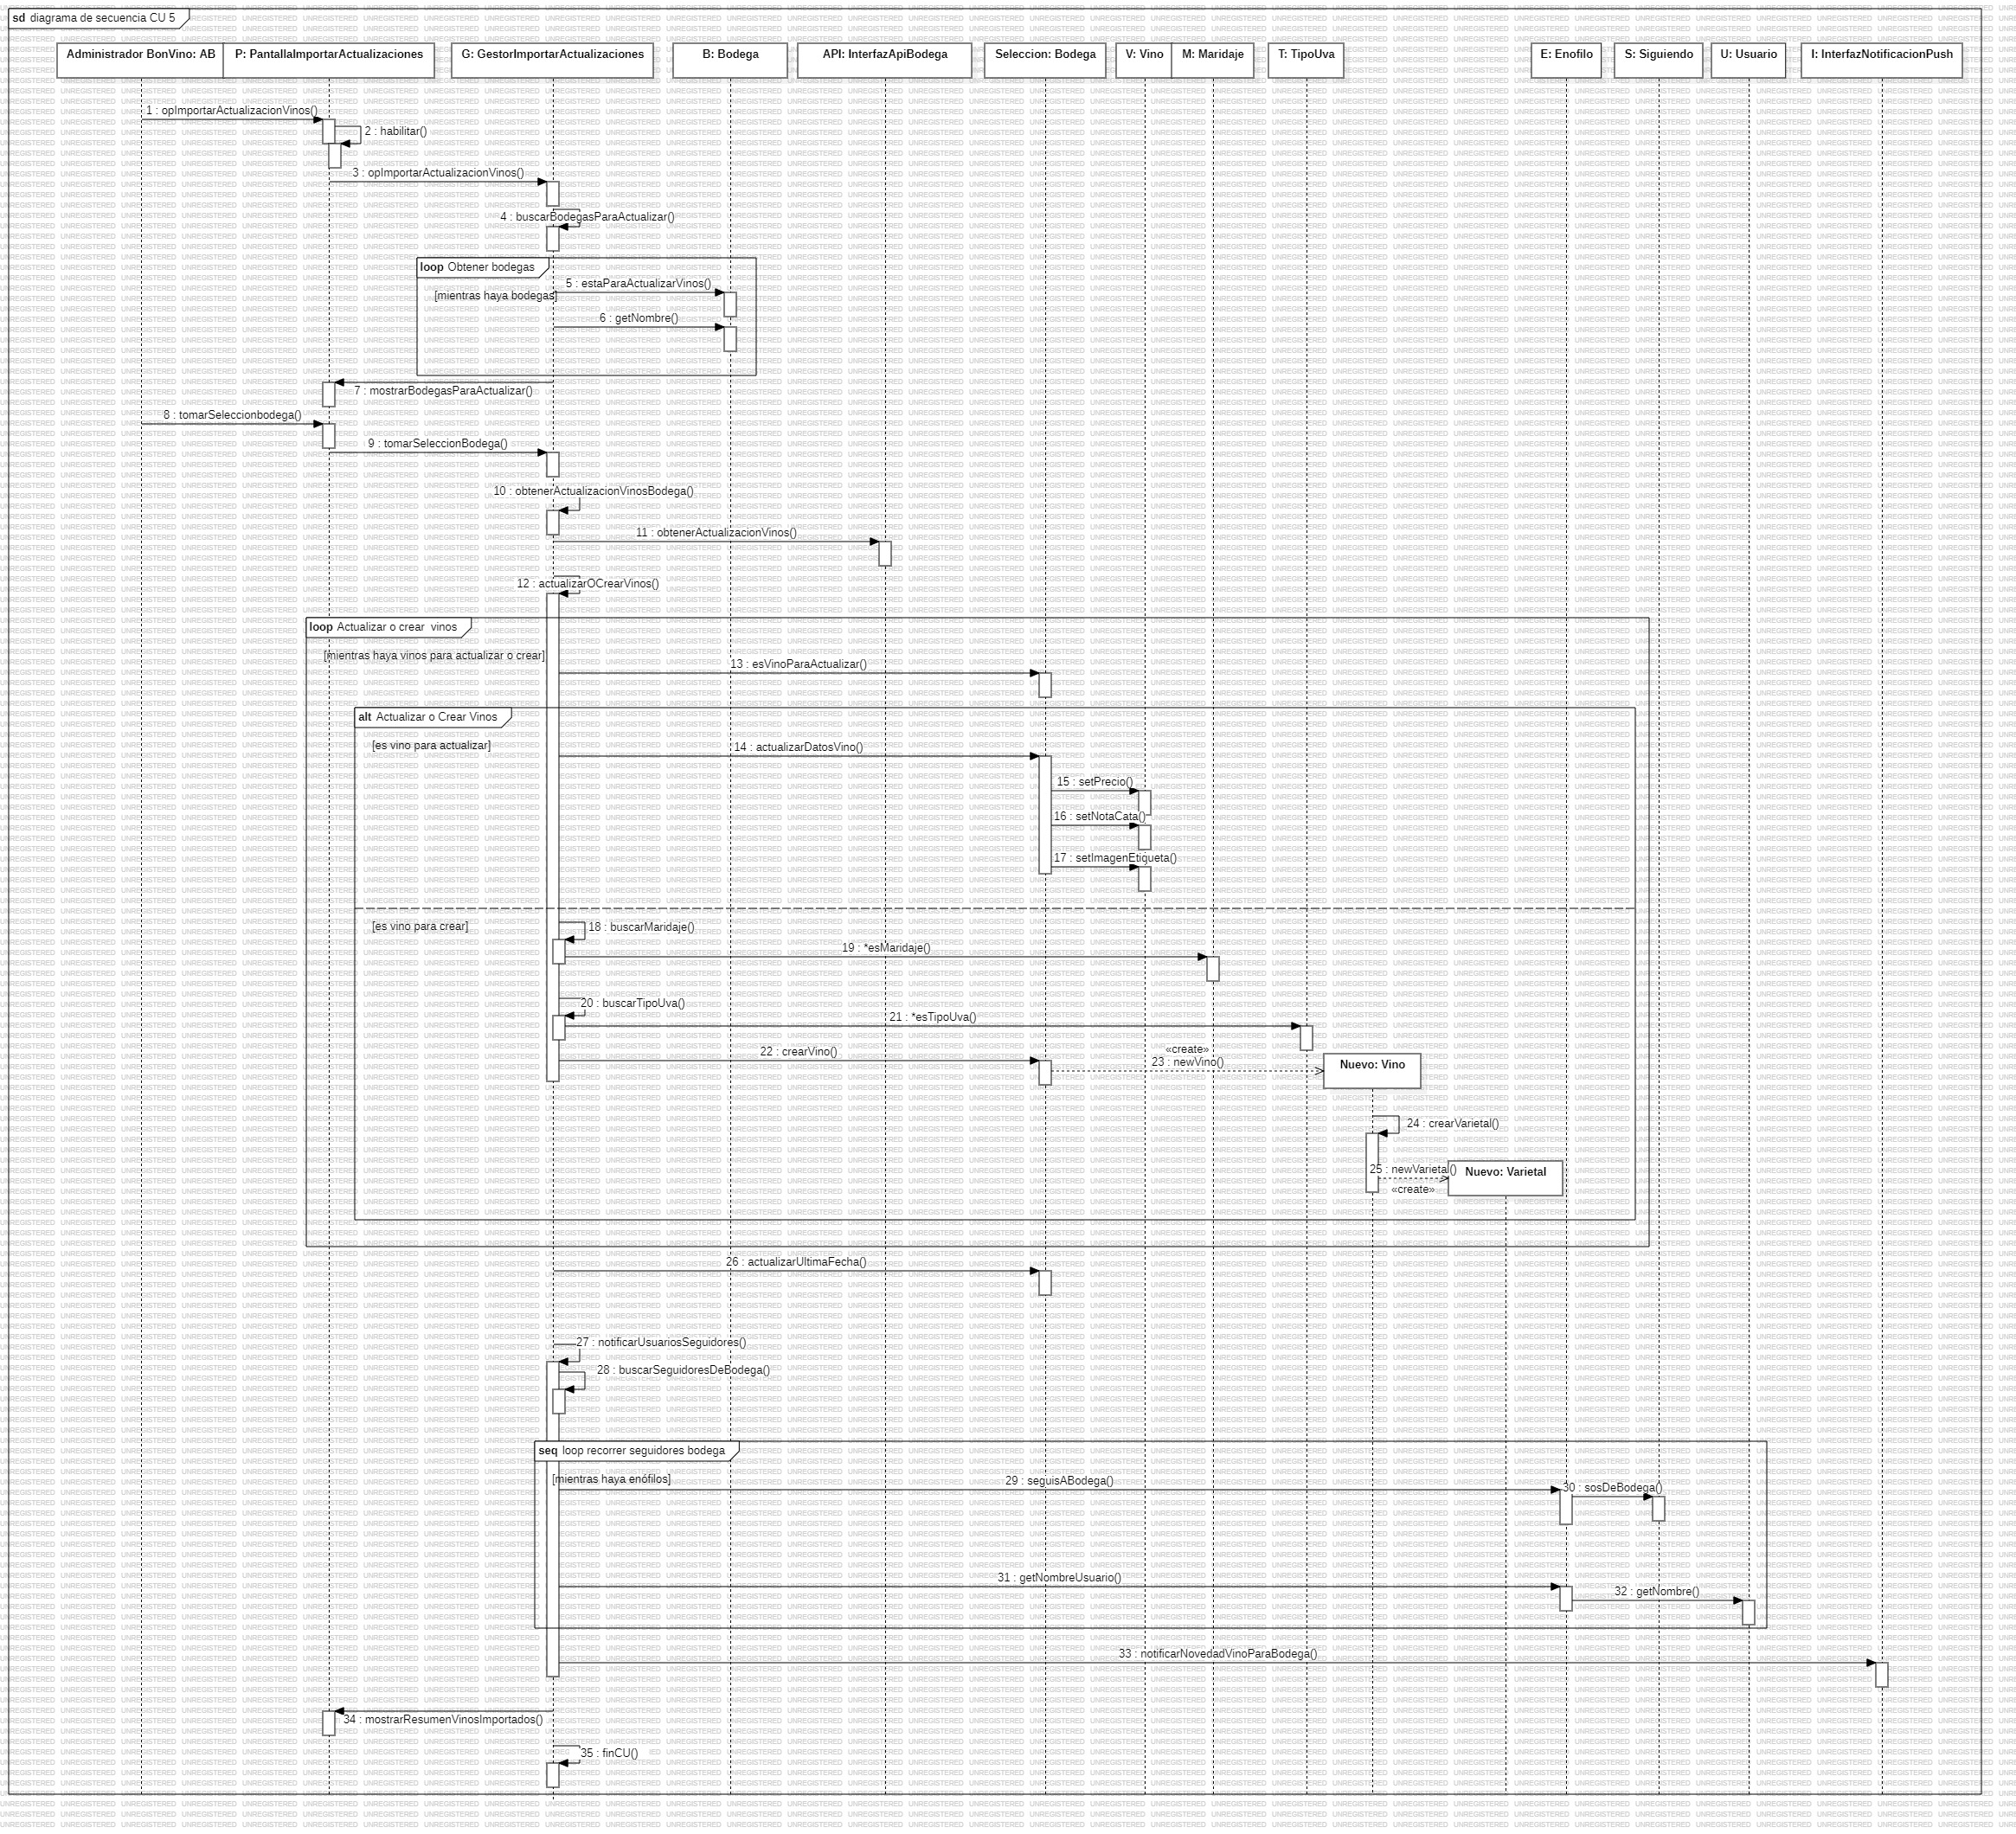 sd diagrama de secuencia CU 5
Administrador BonVino: AB
P: PantallaImportarActualizaciones
G: GestorImportarActualizaciones
B: Bodega
API: InterfazApiBodega
Seleccion: Bodega
V: Vino
M: Maridaje
T: TipoUva
E: Enofilo
S: Siguiendo
U: Usuario
I: InterfazNotificacionPush
1 : opImportarActualizacionVinos()
2 : habilitar()
3 : opImportarActualizacionVinos()
4 : buscarBodegasParaActualizar()
loop Obtener bodegas
[mientras haya bodegas]
5 : estaParaActualizarVinos()
6 : getNombre()
7 : mostrarBodegasParaActualizar()
8 : tomarSeleccionbodega()
9 : tomarSeleccionBodega()
10 : obtenerActualizacionVinosBodega()
11 : obtenerActualizacionVinos()
12 : actualizarOCrearVinos()
loop Actualizar o crear vinos
[mientras haya vinos para actualizar o crear]
13 : esVinoParaActualizar()
alt Actualizar o Crear Vinos
[es vino para actualizar]
14 : actualizarDatosVino()
15 : setPrecio()
16 : setNotaCata()
17 : setImagenEtiqueta()
[es vino para crear]
18 : buscarMaridaje()
19 : *esMaridaje()
20 : buscarTipoUva()
21 : *esTipoUva()
22 : crearVino()
«create»
23 : newVino()
Nuevo: Vino
24 : crearVarietal()
25 : newVarietal()
«create»
Nuevo: Varietal
26 : actualizarUltimaFecha()
27 : notificarUsuariosSeguidores()
28 : buscarSeguidoresDeBodega()
seq loop recorrer seguidores bodega
[mientras haya enófilos]
29 : seguisABodega()
30 : sosDeBodega()
31 : getNombreUsuario()
32 : getNombre()
33 : notificarNovedadVinoParaBodega()
34 : mostrarResumenVinosImportados()
35 : finCU()
UNREGISTERED